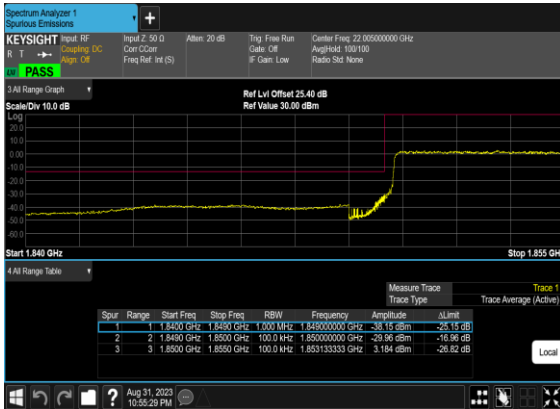 Spectrum Analyzer 1
Spurious Emissions
+
KEYSIGHT Input: RF Input Z: 50 Ω Atten: 20 dB Trig: Free Run Center Freq: 22.005000000 GHz
R T Coupling: DC Corr CCorr Gate: Off Avg|Hold: 100/100
Align: Off Freq Ref: Int (S) IF Gain: Low Radio Std: None
LXI PASS
3 All Range Graph
Ref Lvl Offset 25.40 dB
Scale/Div 10.0 dB Ref Value 30.00 dBm
Log
20.0
10.0
0.00
-10.0
-20.0
-30.0
-40.0
-50.0
-60.0
Start 1.840 GHz Stop 1.855 GH
4 All Range Table
Measure Trace Trace 1
Trace Type Trace Average (Active)
Spur Range Start Freq Stop Freq RBW Frequency Amplitude ΔLimit
1 1 1.8400 GHz 1.8490 GHz 1.000 MHz 1.849000000 GHz -38.15 dBm -25.15 dB
2 2 1.8490 GHz 1.8500 GHz 100.0 kHz 1.850000000 GHz -29.96 dBm -16.96 dB
3 3 1.8500 GHz 1.8550 GHz 100.0 kHz 1.853133333 GHz 3.184 dBm -26.82 dB
Local
? Aug 31, 2023
10:55:29 PM